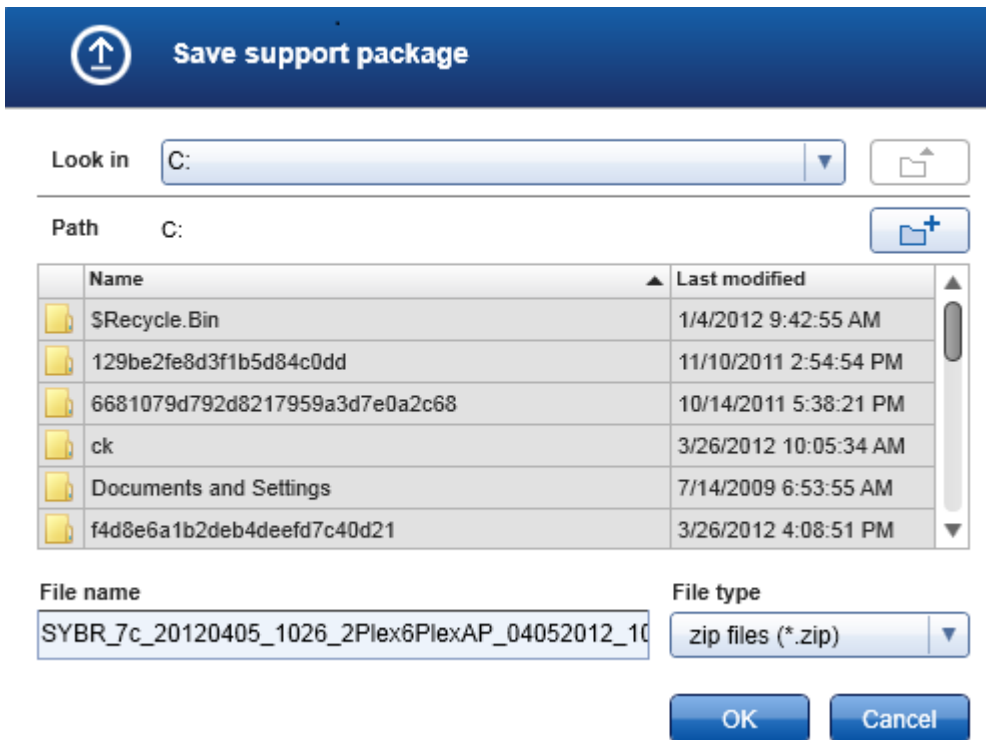 Save support package
Look in C:
Path C:
Name Last modified
$Recycle.Bin 1/4/2012 9:42:55 AM
129be2fe8d3f1b5d84c0dd 11/10/2011 2:54:54 PM
6681079d792d8217959a3d7e0a2c68 10/14/2011 5:38:21 PM
ck 3/26/2012 10:05:34 AM
Documents and Settings 7/14/2009 6:53:55 AM
f4d8e6a1b2deb4deefd7c40d21 3/26/2012 4:08:51 PM
File name File type
SYBR_7c_20120405_1026_2Plex6PlexAP_04052012_10 zip files (*.zip)
OK Cancel